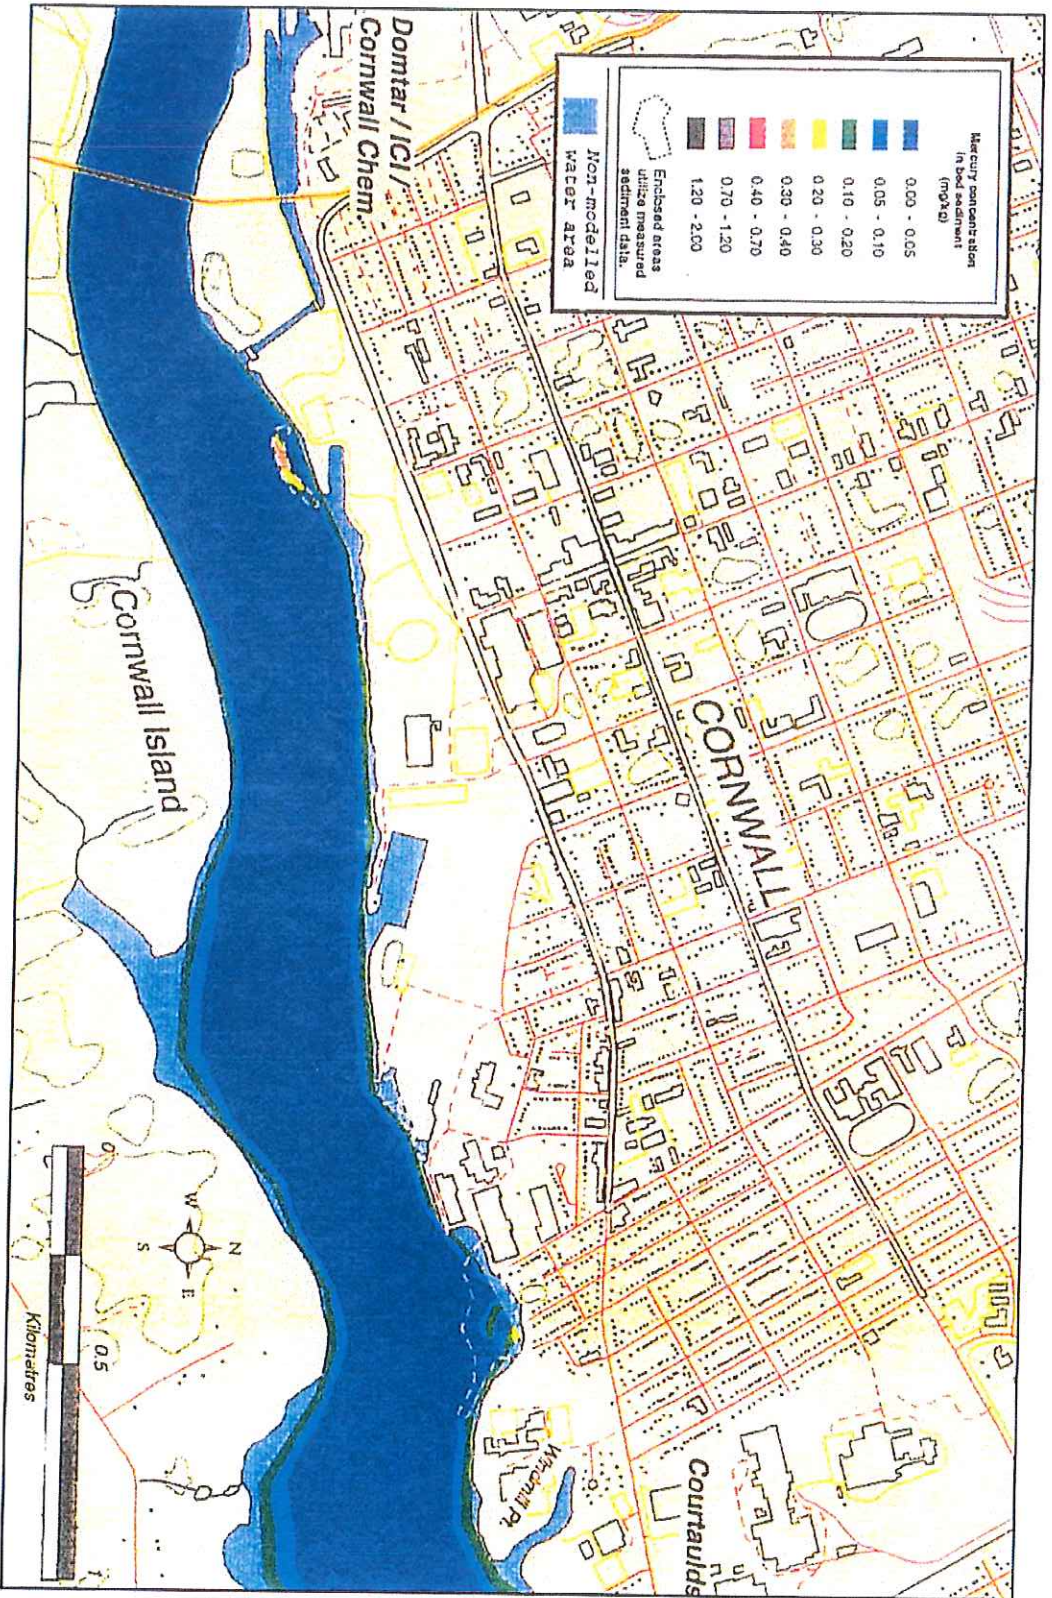 Mercury concentration
in bed sediment
(mg/kg)
0.00 - 0.05
0.05 - 0.10
0.10 - 0.20
0.20 - 0.30
0.30 - 0.40
0.40 - 0.70
0.70 - 1.20
1.20 - 2.00
Enclosed areas
utilize measured
sediment data.
Non-modelled
water area
Domtar / ICI /
Cornwall Chem.
CORNWALL
Cornwall Island
Courtaulds
Windmill Pt.
N
W
E
S
0
0.5
1
Kilometres